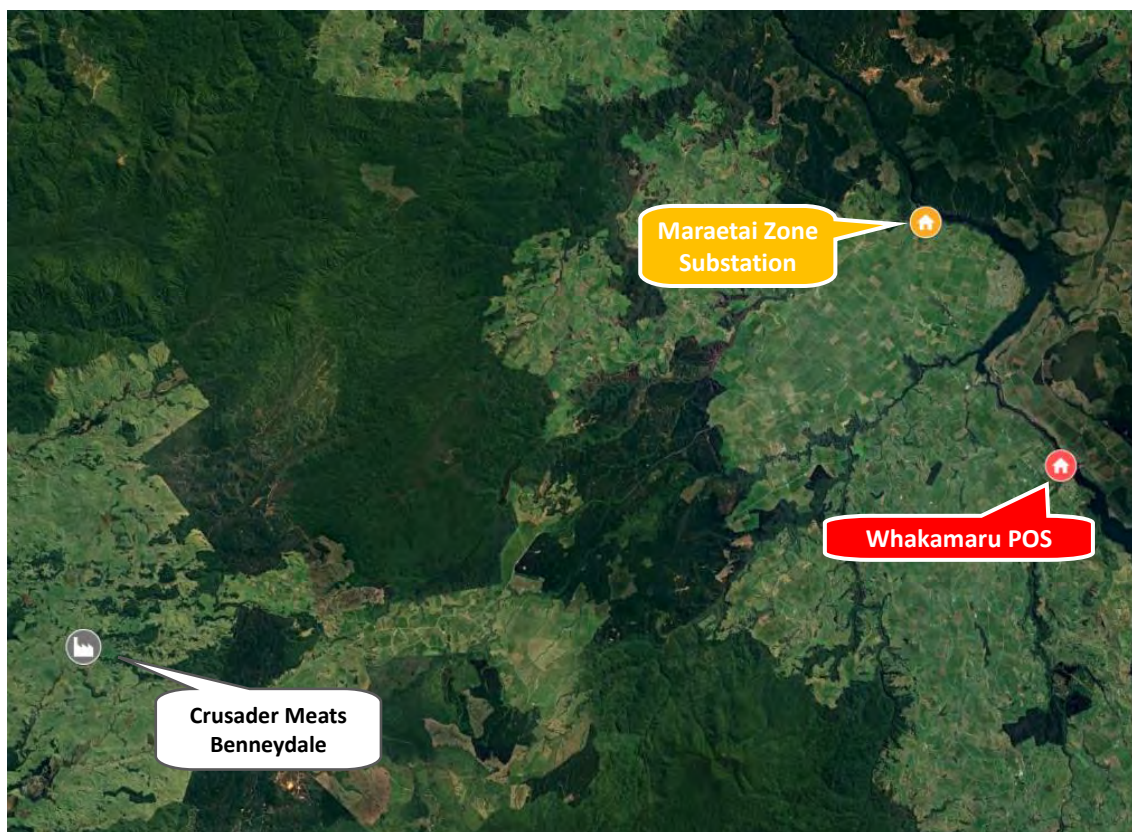 Maraetai Zone
Substation
Whakamaru POS
Crusader Meats
Benneydale